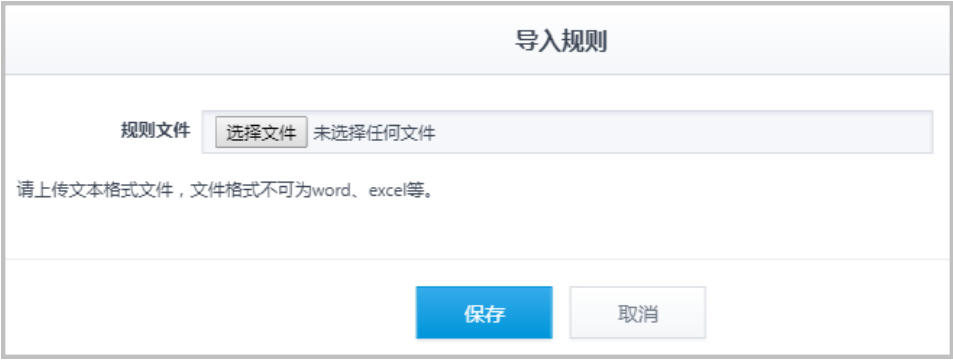 导入规则
规则文件 选择文件 未选择任何文件
请上传文本格式文件，文件格式不可为word、excel等。
保存 取消